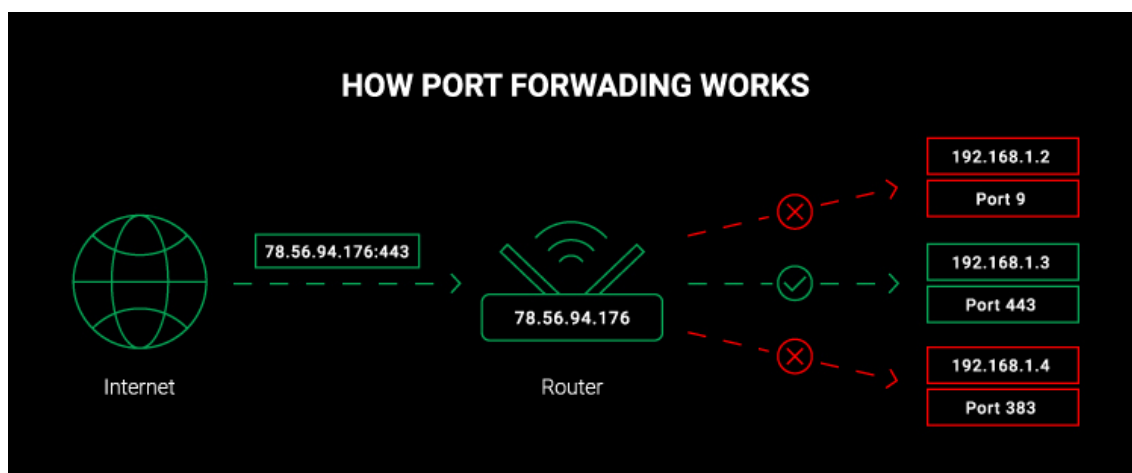 HOW PORT FORWADING WORKS
192.168.1.2
Port 9
78.56.94.176:443
192.168.1.3
Port 443
78.56.94.176
192.168.1.4
Port 383
Internet
Router